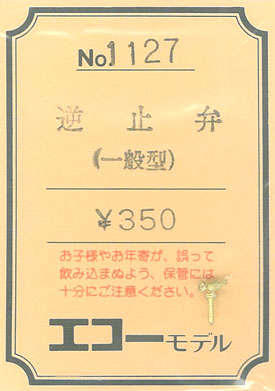 No.1127
逆止弁
(一般型)
¥350
お子様やお年寄が、誤って
飲み込まぬよう、保管には
十分にご注意ください。
エコーモデル